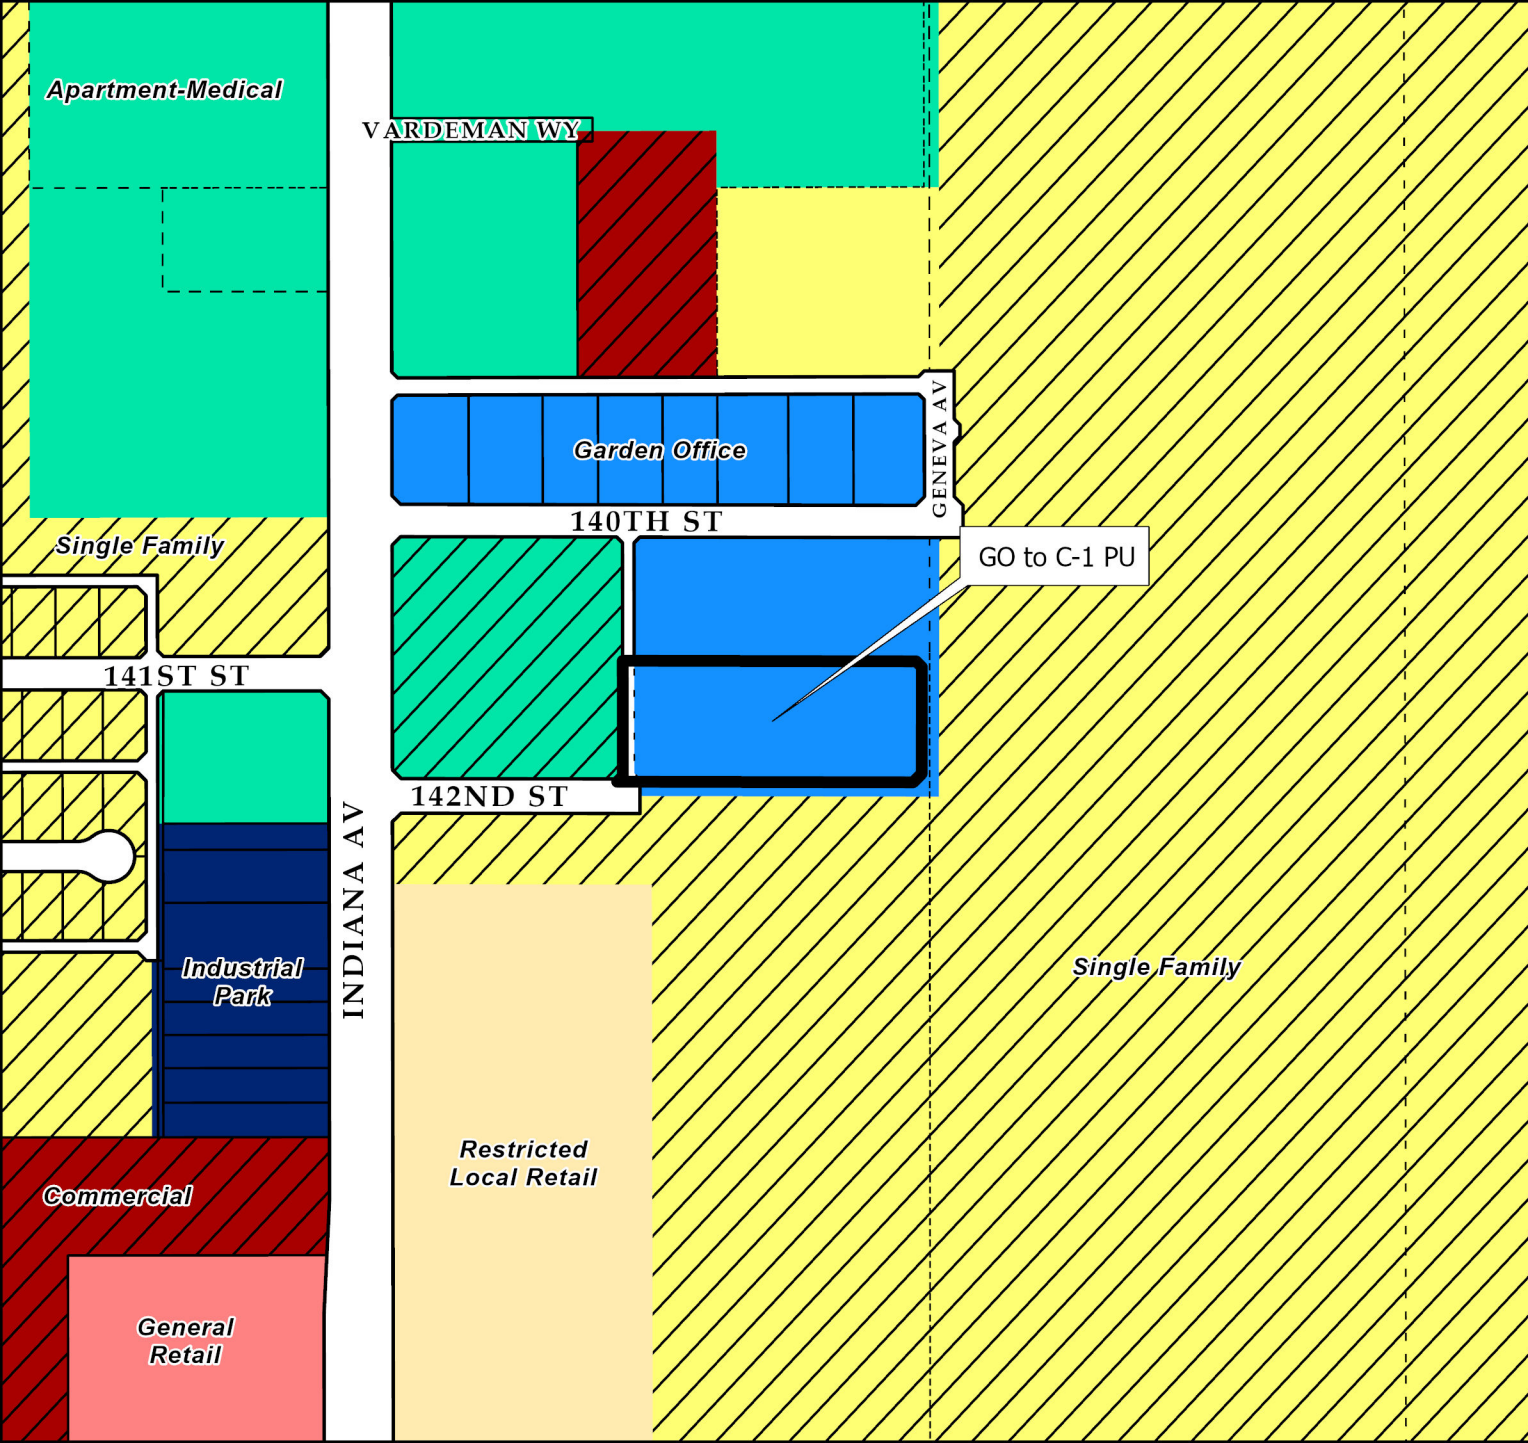 Apartment-Medical
VARDEMAN WY
GENEVA AV
Garden Office
140TH ST
Single Family
GO to C-1 PU
141ST ST
142ND ST
INDIANA AV
Industrial
Park
Single Family
Restricted
Local Retail
Commercial
General
Retail